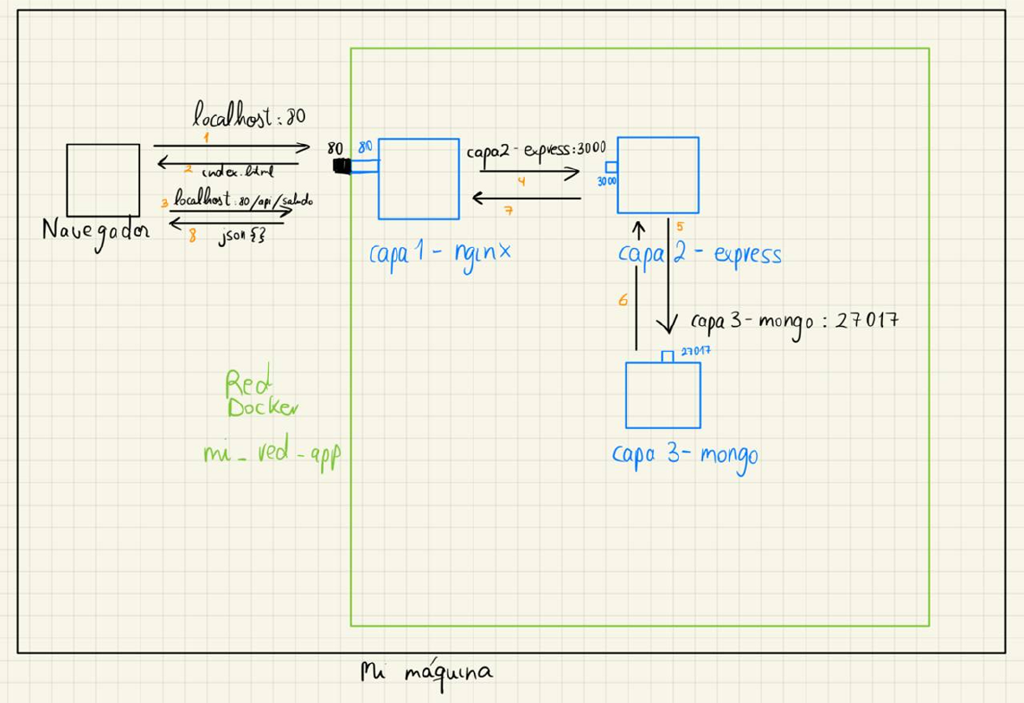 localhost:80
1
2
index.html
3
localhost:80/api/saludo
8
json {}
Navegador
80
80
capa 1 - nginx
capa2 - express:3000
4
7
3000
capa 2 - express
5
6
capa 3 - mongo : 27017
27017
capa 3 - mongo
Red
Docker
mi_red_app
Mi máquina